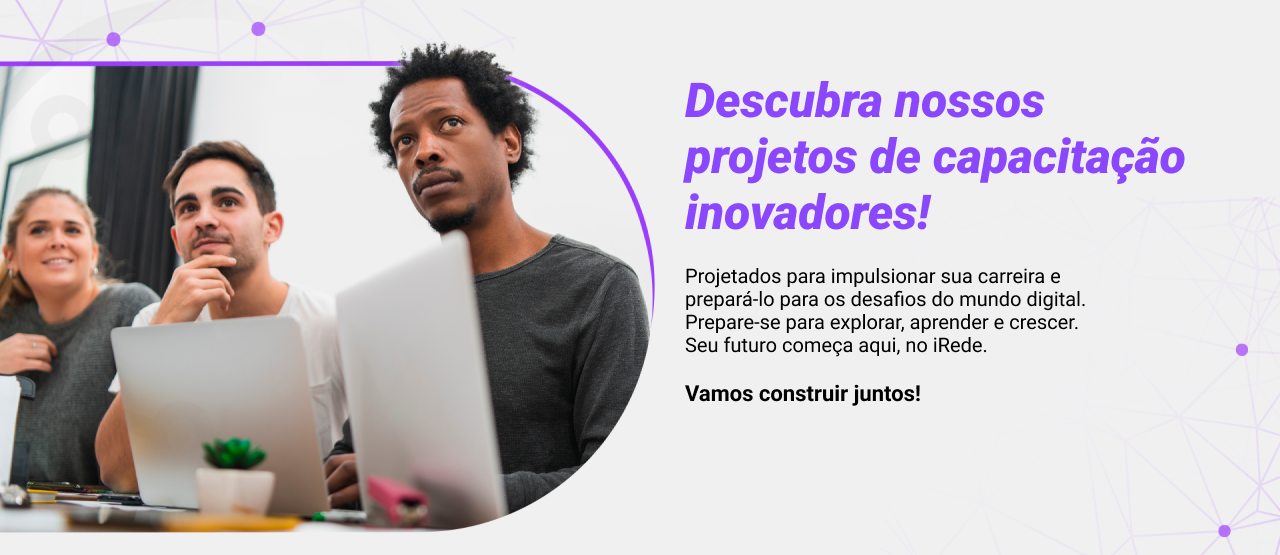 Descubra nossos
projetos de capacitação
inovadores!
Projetados para impulsionar sua carreira e
prepará-lo para os desafios do mundo digital.
Prepare-se para explorar, aprender e crescer.
Seu futuro começa aqui, no iRede.
Vamos construir juntos!